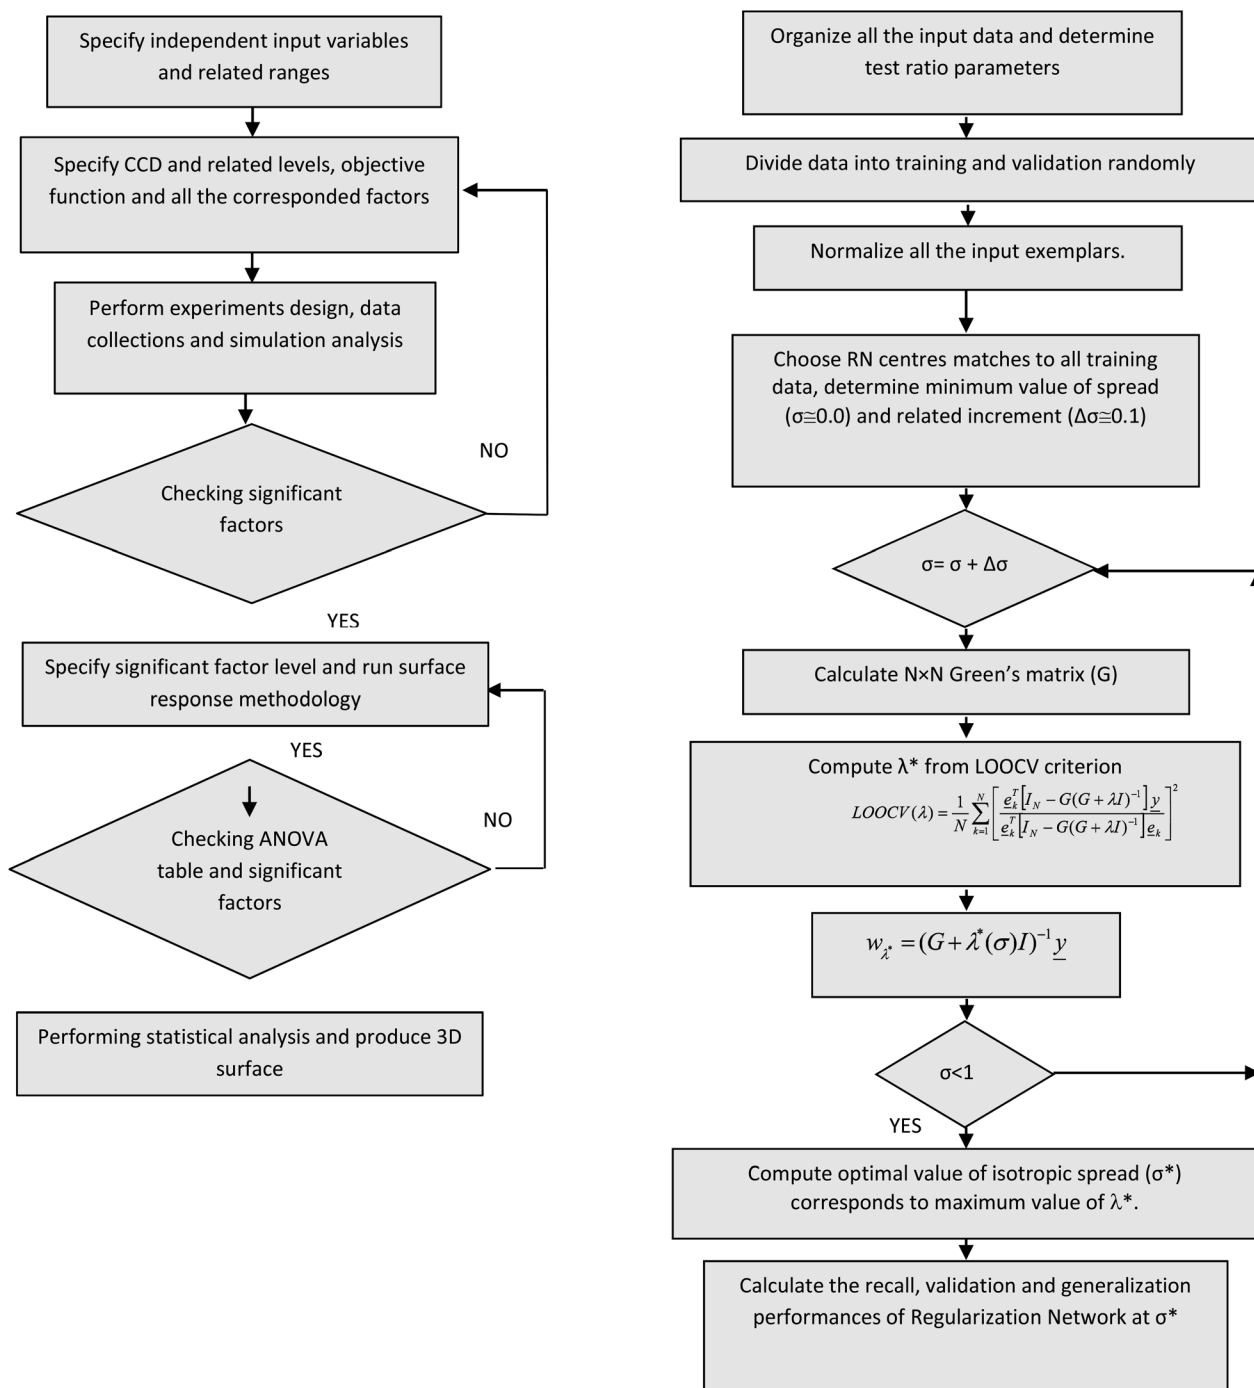 Specify independent input variables
and related ranges
Specify CCD and related levels, objective
function and all the corresponded factors
Perform experiments design, data
collections and simulation analysis
NO
Checking significant
factors
YES
Specify significant factor level and run surface
response methodology
YES
NO
Checking ANOVA
table and significant
factors
Performing statistical analysis and produce 3D
surface
Organize all the input data and determine
test ratio parameters
Divide data into training and validation randomly
Normalize all the input exemplars.
Choose RN centres matches to all training
data, determine minimum value of spread
(σ≅0.0) and related increment (Δσ≅0.1)
σ= σ + Δσ
Calculate N×N Green’s matrix (G)
Compute λ* from LOOCV criterion
LOOCV(λ) = 1/N ∑_{k=1}^{N} [ e_k^T [I_N − G(G + λI)^{-1}] y / e_k^T [I_N − G(G + λI)^{-1}] e_k ]^2
w_{λ*} = (G + λ*(σ)I)^{-1} y
σ<1
YES
Compute optimal value of isotropic spread (σ*)
corresponds to maximum value of λ*.
Calculate the recall, validation and generalization
performances of Regularization Network at σ*